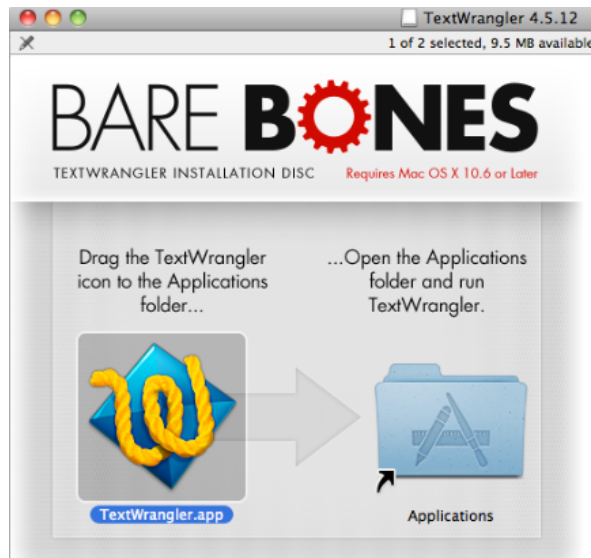 TextWrangler 4.5.12
1 of 2 selected, 9.5 MB available
BARE BONES
TEXTWRANGLER INSTALLATION DISC Requires Mac OS X 10.6 or Later
Drag the TextWrangler
icon to the Applications
folder...
...Open the Applications
folder and run
TextWrangler.
TextWrangler.app
Applications